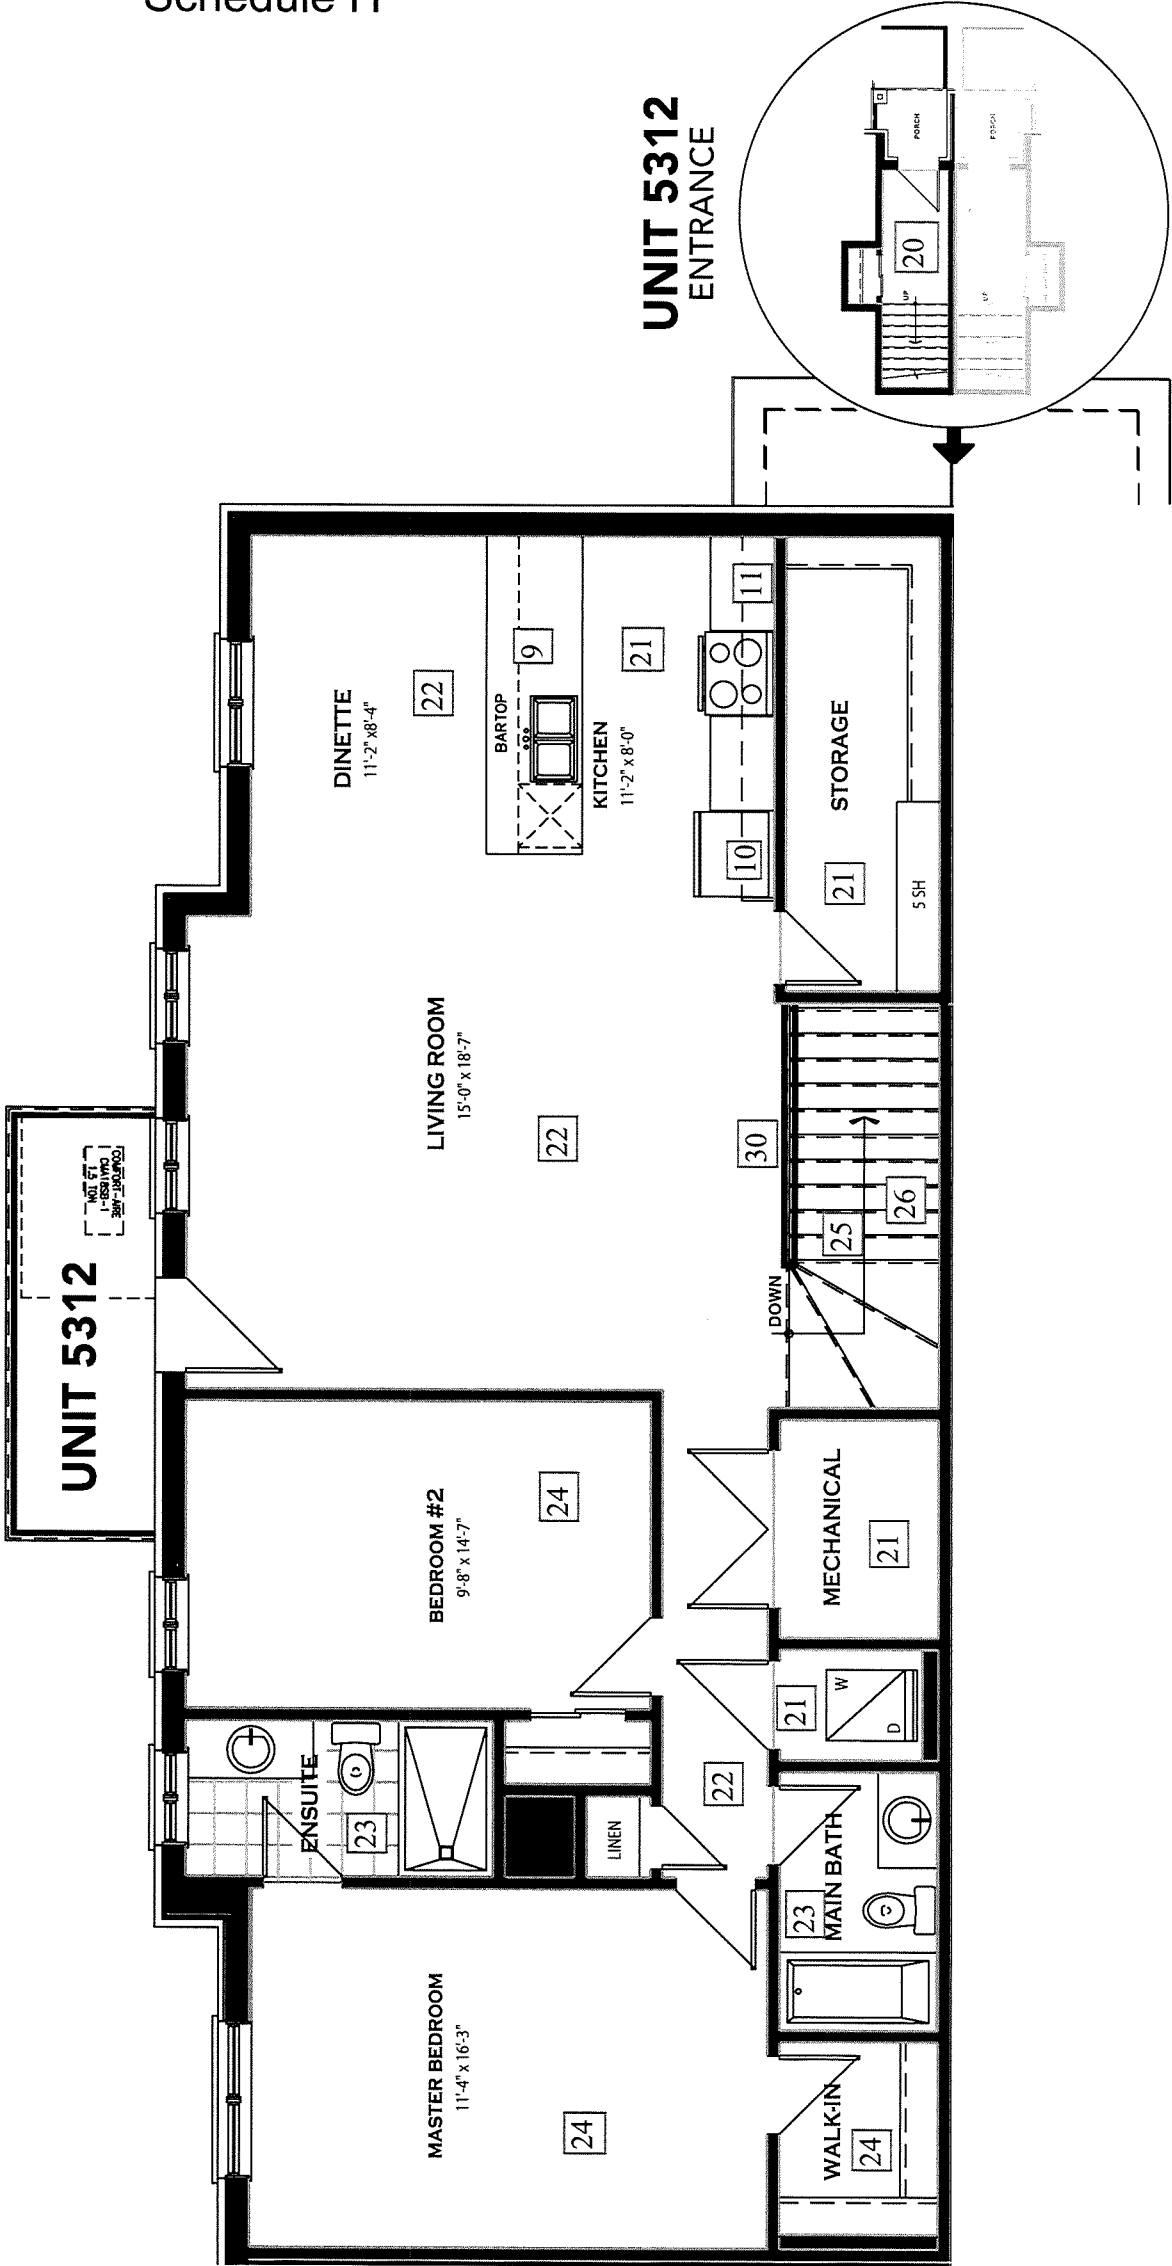 UNIT 5312
ENTRANCE
PORCH
PORCH
20
UP
UP
DINETTE
11'-2" x8'-4"
22
BARTOP
9
KITCHEN
11'-2" x 8'-0"
21
11
10
STORAGE
21
5 SH
LIVING ROOM
15'-0" x 18'-7"
22
30
25
26
DOWN
UNIT 5312
COMFORT-AIRE
1.5 TON
BEDROOM #2
9'-8" x 14'-7"
24
MECHANICAL
21
21
W
D
ENSUITE
23
LINEN
22
MAIN BATH
23
MASTER BEDROOM
11'-4" x 16'-3"
24
WALK-IN
24